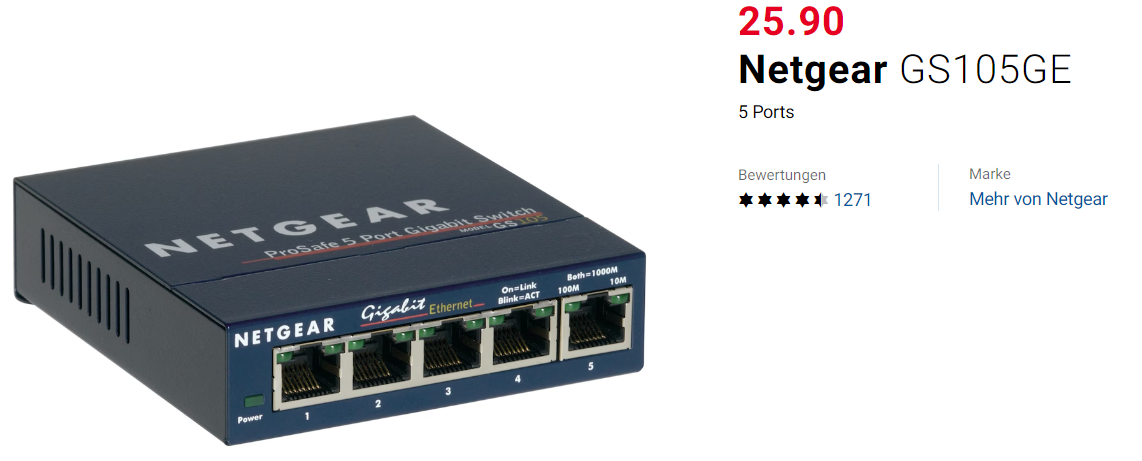 25.90
Netgear GS105GE
5 Ports
Bewertungen
1271
Marke
Mehr von Netgear
NETGEAR
ProSafe 5 Port Gigabit Switch
MODEL GS105
NETGEAR
Gigabit Ethernet
On=Link
Blink=ACT
Both=1000M
100M 10M
Power
1 2 3 4 5